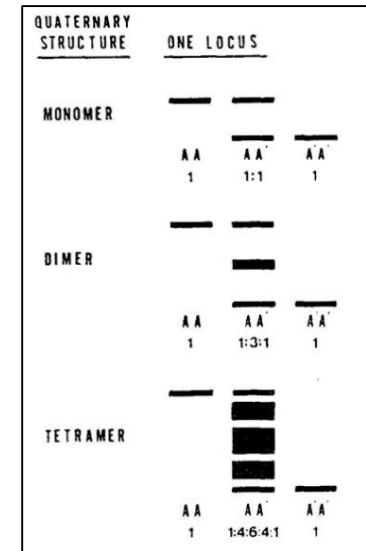 QUATERNARY
STRUCTURE ONE LOCUS
MONOMER
A A A A' A'A'
1 1:1 1
DIMER
A A A A' A'A'
1 1:3:1 1
TETRAMER
A A A A' A'A'
1 1:4:6:4:1 1